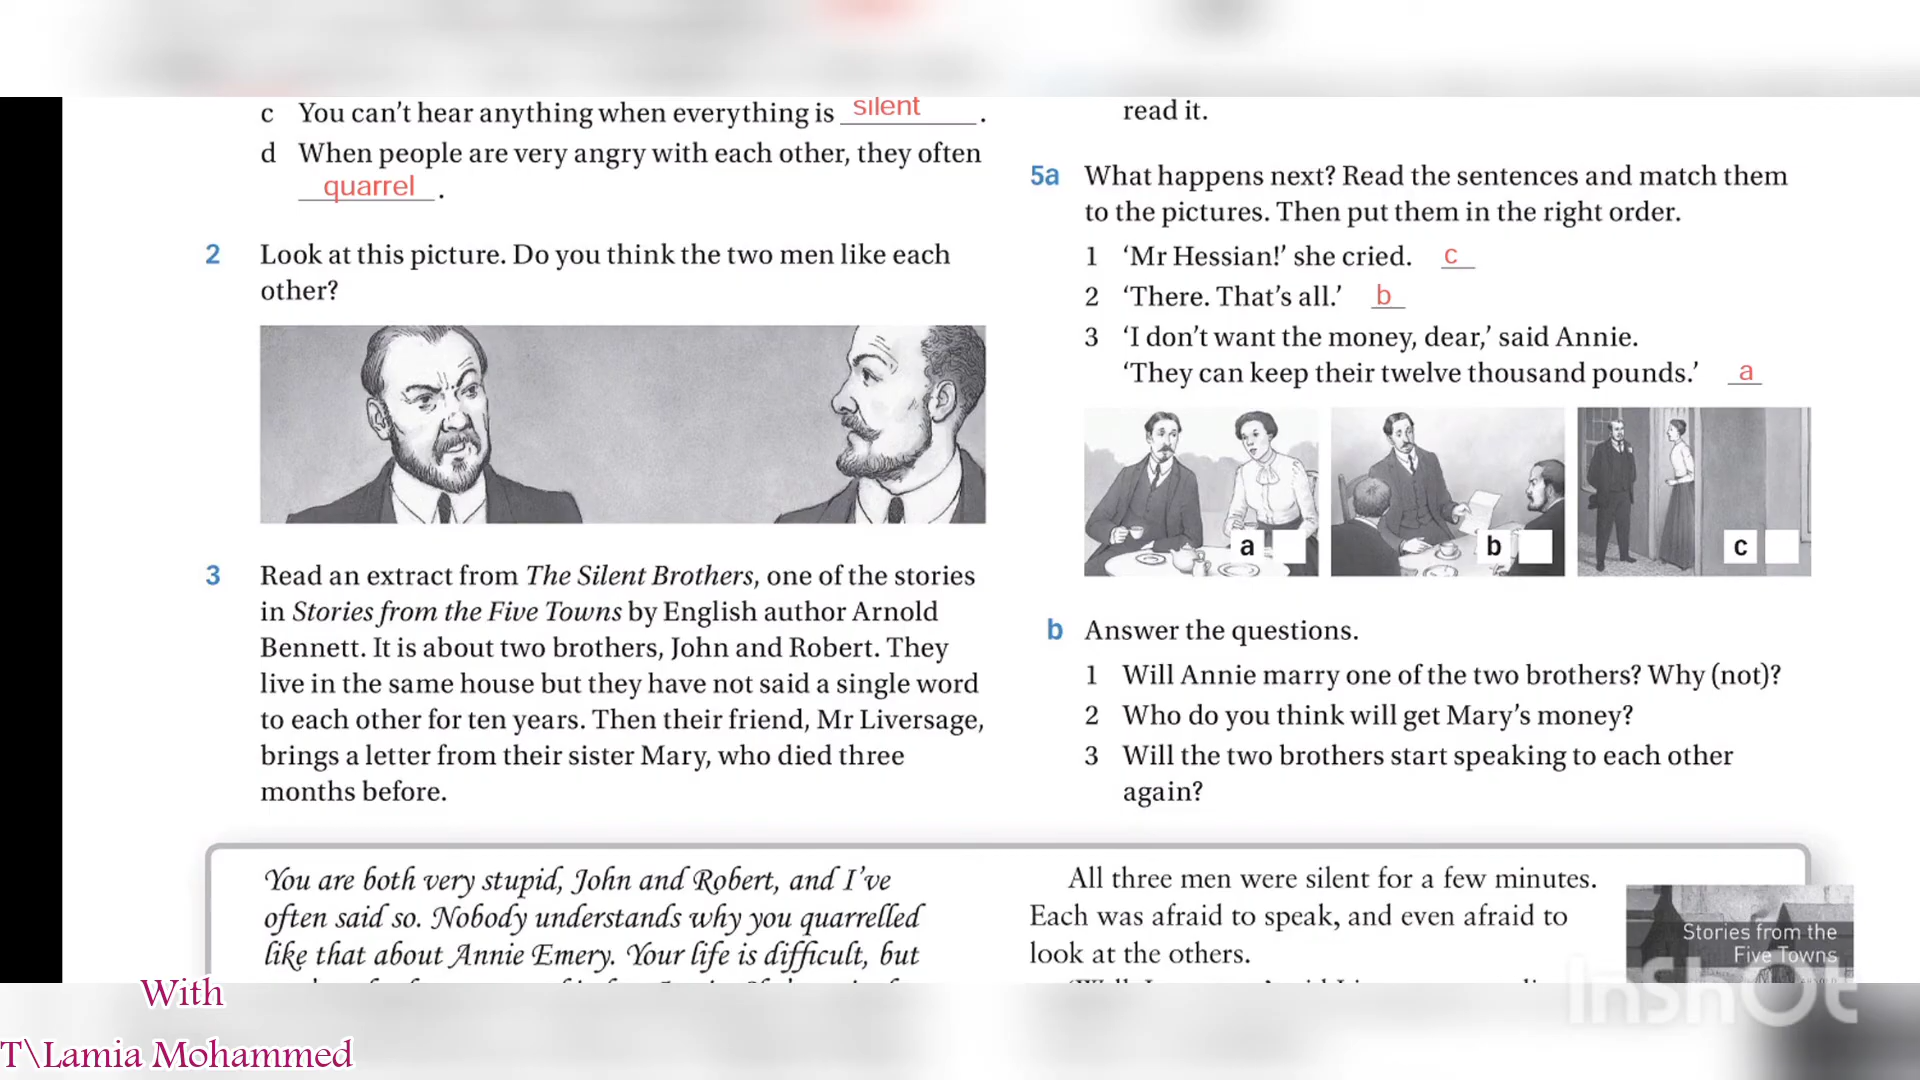 c You can't hear anything when everything is silent .
d When people are very angry with each other, they often
quarrel .
2 Look at this picture. Do you think the two men like each
other?
3 Read an extract from The Silent Brothers, one of the stories
in Stories from the Five Towns by English author Arnold
Bennett. It is about two brothers, John and Robert. They
live in the same house but they have not said a single word
to each other for ten years. Then their friend, Mr Liversage,
brings a letter from their sister Mary, who died three
months before.
read it.
5a What happens next? Read the sentences and match them
to the pictures. Then put them in the right order.
1 ‘Mr Hessian!’ she cried. c
2 ‘There. That’s all.’ b
3 ‘I don’t want the money, dear,’ said Annie.
‘They can keep their twelve thousand pounds.’ a
a
b
c
b Answer the questions.
1 Will Annie marry one of the two brothers? Why (not)?
2 Who do you think will get Mary’s money?
3 Will the two brothers start speaking to each other
again?
You are both very stupid, John and Robert, and I’ve
often said so. Nobody understands why you quarrelled
like that about Annie Emery. Your life is difficult, but
All three men were silent for a few minutes.
Each was afraid to speak, and even afraid to
look at the others.
Stories from the
Five Towns
InShOt
With
T\Lamia Mohammed